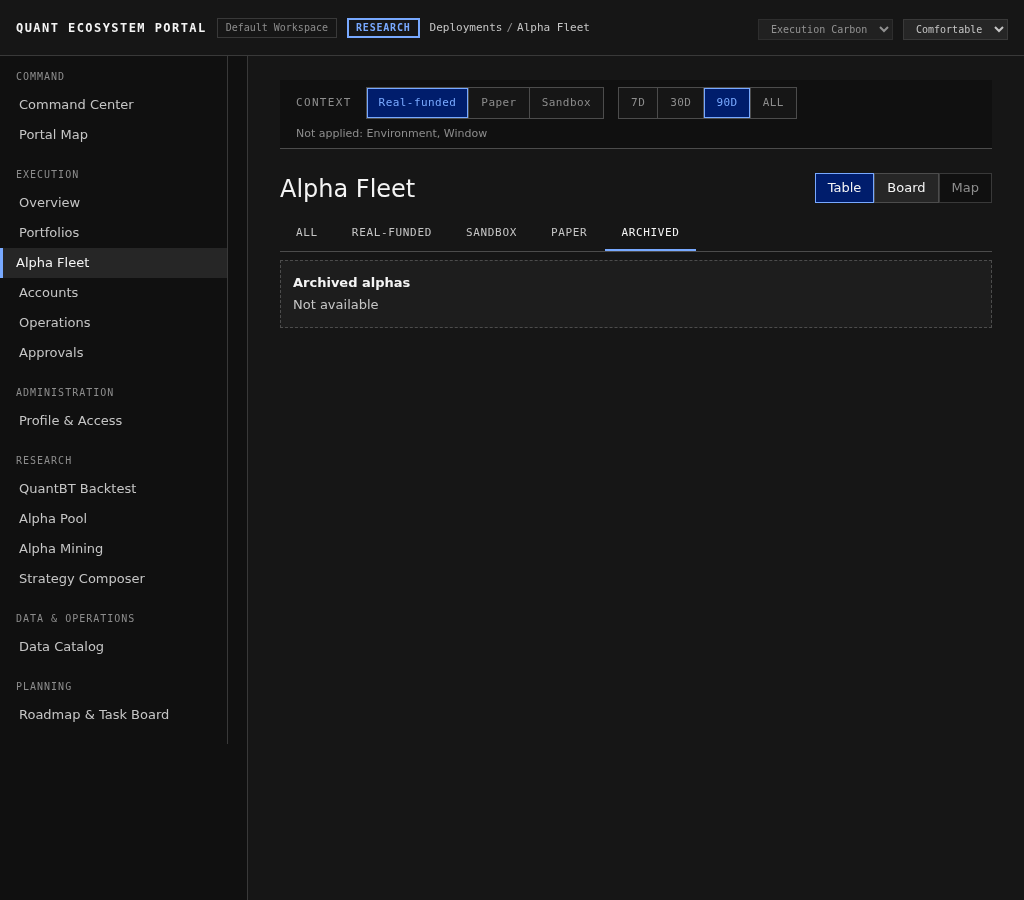 QUANT ECOSYSTEM PORTAL Default Workspace RESEARCH Deployments / Alpha Fleet Execution Carbon Comfortable
COMMAND
Command Center
Portal Map
EXECUTION
Overview
Portfolios
Alpha Fleet
Accounts
Operations
Approvals
ADMINISTRATION
Profile & Access
RESEARCH
QuantBT Backtest
Alpha Pool
Alpha Mining
Strategy Composer
DATA & OPERATIONS
Data Catalog
PLANNING
Roadmap & Task Board
CONTEXT Real-funded Paper Sandbox 7D 30D 90D ALL
Not applied: Environment, Window
Alpha Fleet Table Board Map
ALL REAL-FUNDED SANDBOX PAPER ARCHIVED
Archived alphas
Not available